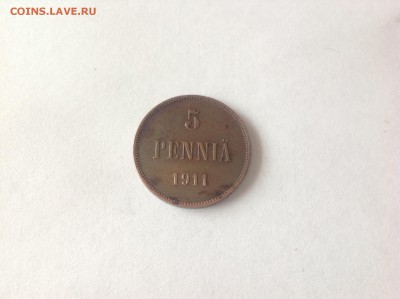 COINS.LAVE.RU
5
PENNIÄ
1911